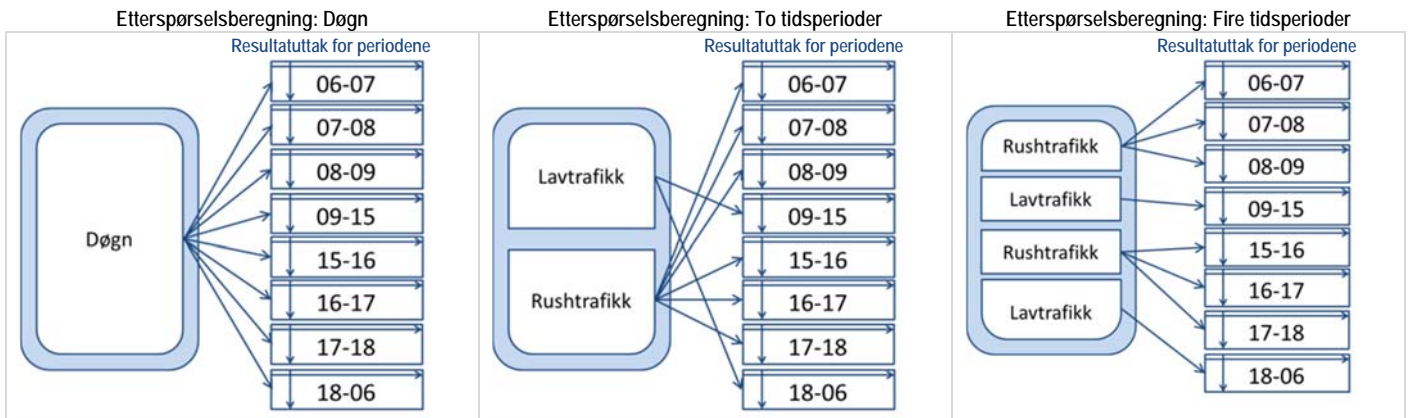 Etterspørselsberegning: Døgn
Resultatuttak for periodene
Døgn
06-07
07-08
08-09
09-15
15-16
16-17
17-18
18-06
Etterspørselsberegning: To tidsperioder
Resultatuttak for periodene
Lavtrafikk
Rushtrafikk
06-07
07-08
08-09
09-15
15-16
16-17
17-18
18-06
Etterspørselsberegning: Fire tidsperioder
Resultatuttak for periodene
Rushtrafikk
Lavtrafikk
Rushtrafikk
Lavtrafikk
06-07
07-08
08-09
09-15
15-16
16-17
17-18
18-06